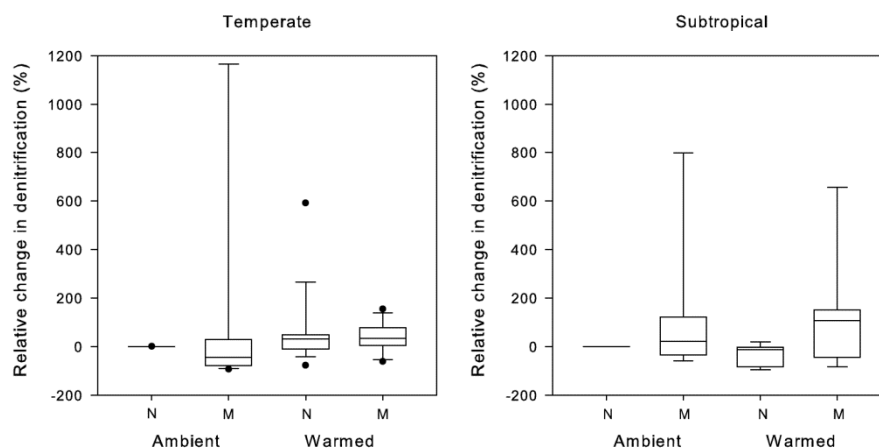 Temperate
Relative change in denitrification (%)
1200
1000
800
600
400
200
0
-200
N
M
N
M
Ambient
Warmed
Subtropical
Relative change in denitrification (%)
1200
1000
800
600
400
200
0
-200
N
M
N
M
Ambient
Warmed